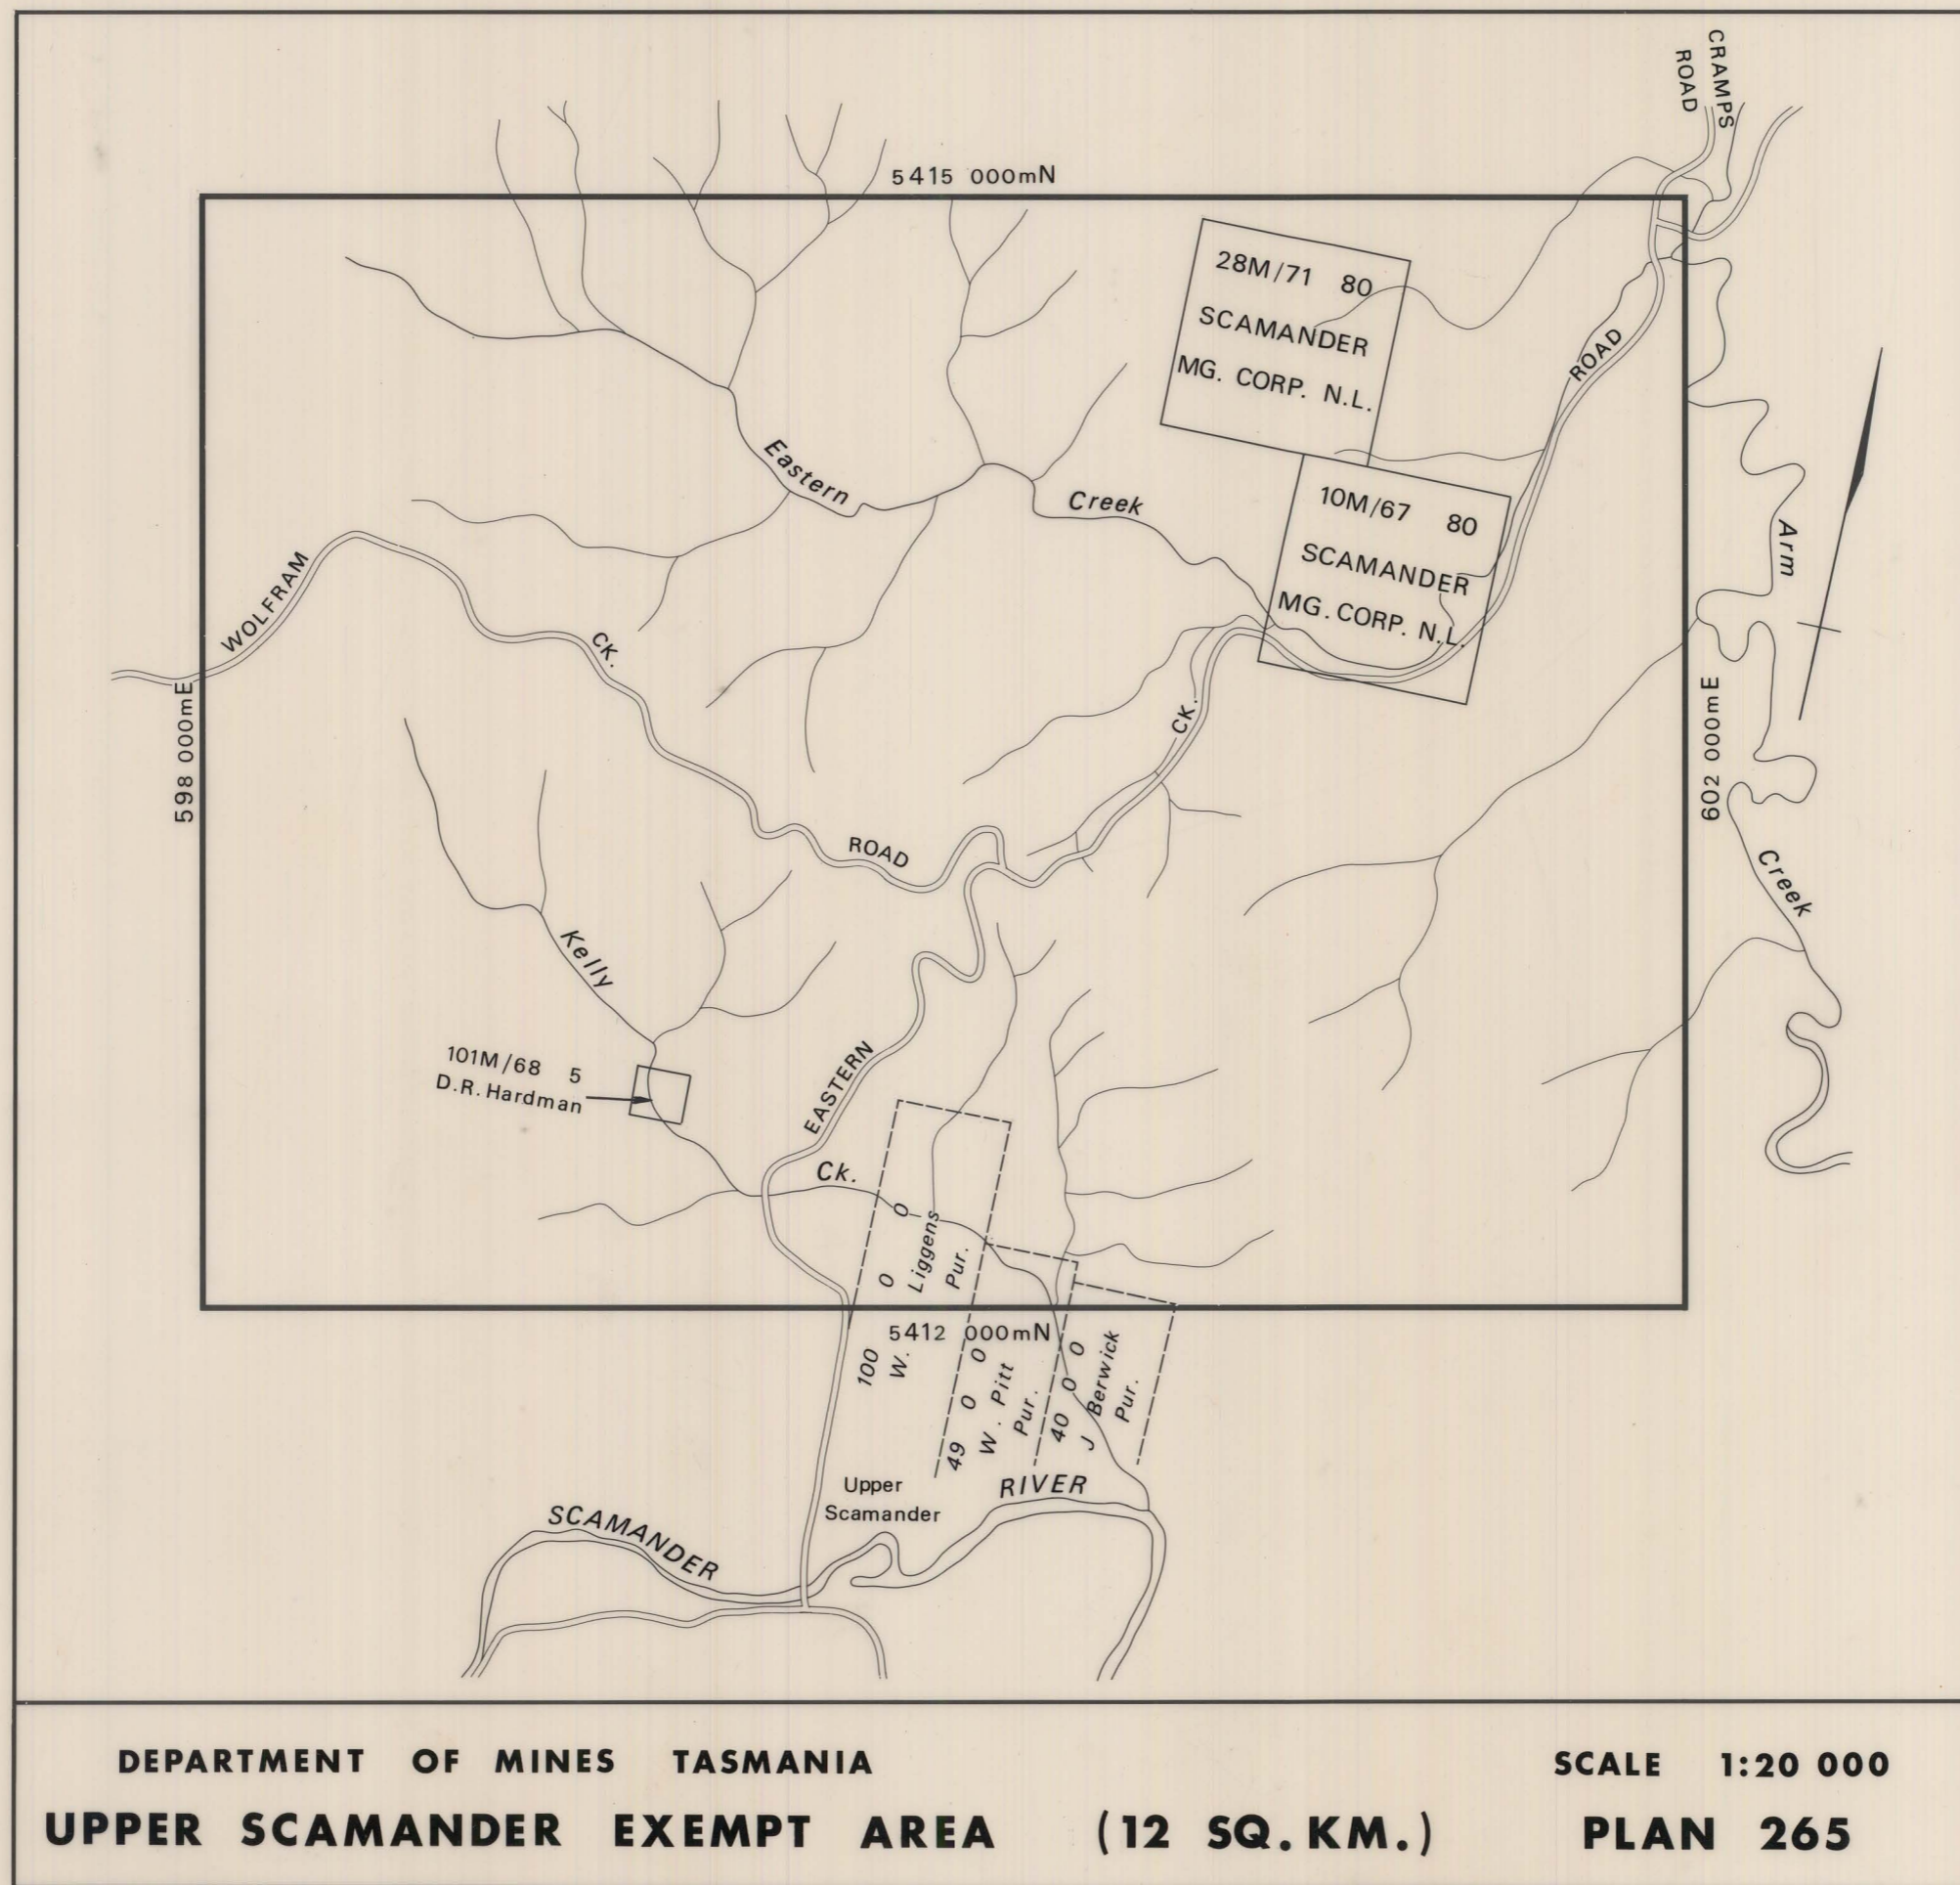 CRAMPS
ROAD
5415 000mN
28M/71 80
SCAMANDER
MG. CORP. N.L.
ROAD
Eastern
Creek
10M/67 80
SCAMANDER
MG. CORP. N.L.
Arm
WOLFRAM
CK.
598 000mE
602 000mE
CK.
ROAD
Creek
Kelly
101M/68 5
D.R. Hardman
EASTERN
Ck.
100 0 0
W. Liggens
Pur.
5412 000mN
49 0 0
W. Pitt
Pur.
40 0 0
J Berwick
Pur.
Upper
Scamander
RIVER
SCAMANDER
DEPARTMENT OF MINES TASMANIA
SCALE 1:20 000
UPPER SCAMANDER EXEMPT AREA (12 SQ. KM.)
PLAN 265